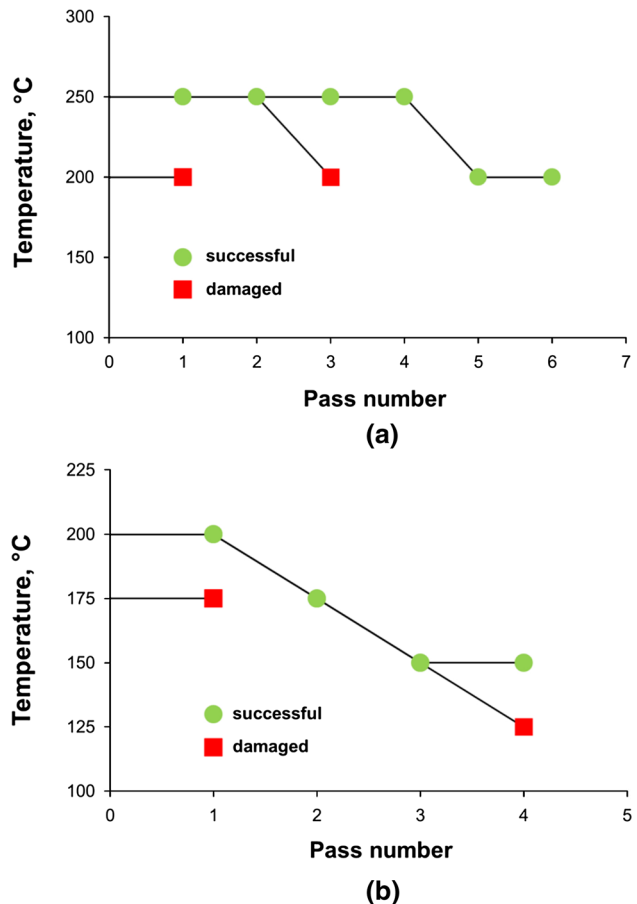 300
250
200
150
100
Temperature, °C
successful
damaged
0 1 2 3 4 5 6 7
Pass number
(a)
225
200
175
150
125
100
Temperature, °C
successful
damaged
0 1 2 3 4 5
Pass number
(b)